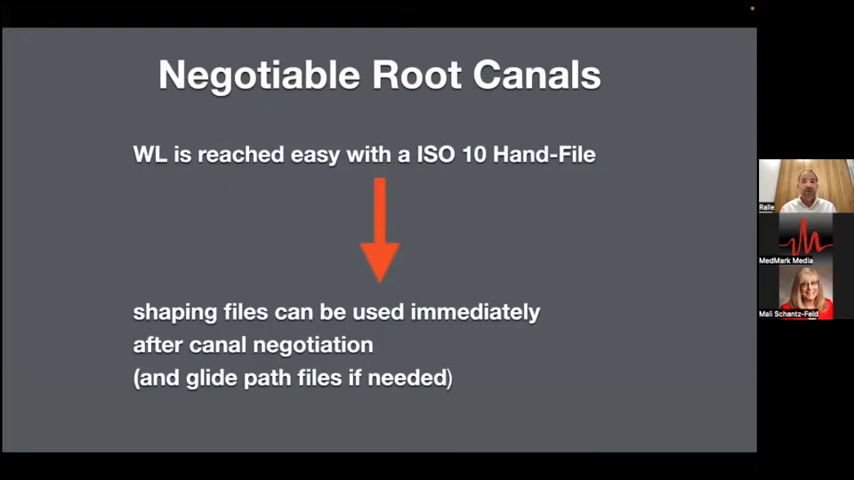 Negotiable Root Canals
WL is reached easy with a ISO 10 Hand-File
shaping files can be used immediately
after canal negotiation
(and glide path files if needed)
MedMark Media
Mali Schantz-Feld